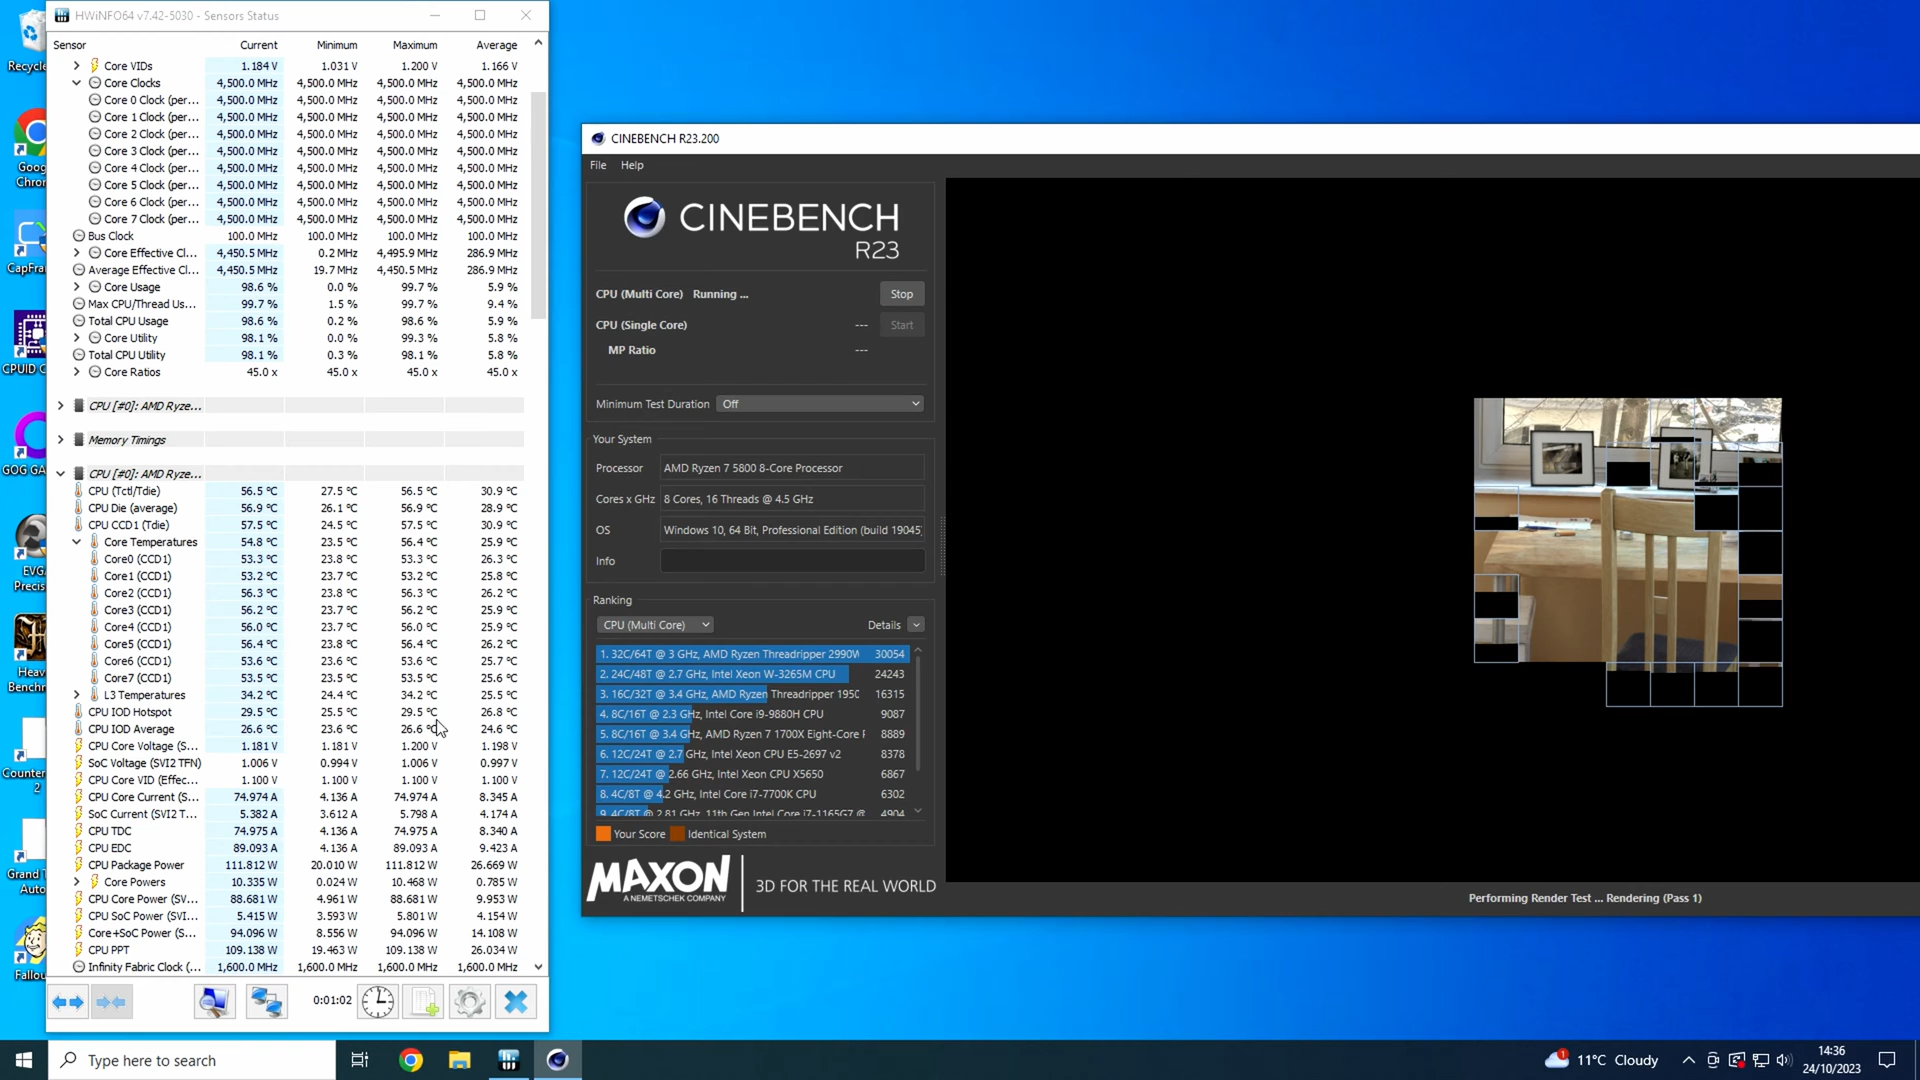 HWiNFO64 v7.42-5030 - Sensors Status
Sensor Current Minimum Maximum Average
Core VIDs 1.184 V 1.031 V 1.200 V 1.166 V
Core Clocks 4,500.0 MHz 4,500.0 MHz 4,500.0 MHz 4,500.0 MHz
Core 0 Clock (per... 4,500.0 MHz 4,500.0 MHz 4,500.0 MHz 4,500.0 MHz
Core 1 Clock (per... 4,500.0 MHz 4,500.0 MHz 4,500.0 MHz 4,500.0 MHz
Core 2 Clock (per... 4,500.0 MHz 4,500.0 MHz 4,500.0 MHz 4,500.0 MHz
Core 3 Clock (per... 4,500.0 MHz 4,500.0 MHz 4,500.0 MHz 4,500.0 MHz
Core 4 Clock (per... 4,500.0 MHz 4,500.0 MHz 4,500.0 MHz 4,500.0 MHz
Core 5 Clock (per... 4,500.0 MHz 4,500.0 MHz 4,500.0 MHz 4,500.0 MHz
Core 6 Clock (per... 4,500.0 MHz 4,500.0 MHz 4,500.0 MHz 4,500.0 MHz
Core 7 Clock (per... 4,500.0 MHz 4,500.0 MHz 4,500.0 MHz 4,500.0 MHz
Bus Clock 100.0 MHz 100.0 MHz 100.0 MHz 100.0 MHz
Core Effective Cl... 4,450.5 MHz 0.2 MHz 4,495.9 MHz 286.9 MHz
Average Effective Cl... 4,450.5 MHz 19.7 MHz 4,450.5 MHz 286.9 MHz
Core Usage 98.6 % 0.0 % 99.7 % 5.9 %
Max CPU/Thread Us... 99.7 % 1.5 % 99.7 % 9.4 %
Total CPU Usage 98.6 % 0.2 % 98.6 % 5.9 %
Core Utility 98.1 % 0.0 % 99.3 % 5.8 %
Total CPU Utility 98.1 % 0.3 % 98.1 % 5.8 %
Core Ratios 45.0 x 45.0 x 45.0 x 45.0 x
CPU [#0]: AMD Ryze...
Memory Timings
CPU [#0]: AMD Ryze...
CPU (Tctl/Tdie) 56.5 °C 27.5 °C 56.5 °C 30.9 °C
CPU Die (average) 56.9 °C 26.1 °C 56.9 °C 28.9 °C
CPU CCD1 (Tdie) 57.5 °C 24.5 °C 57.5 °C 30.9 °C
Core Temperatures 54.8 °C 23.5 °C 56.4 °C 25.9 °C
Core0 (CCD1) 53.3 °C 23.8 °C 53.3 °C 26.3 °C
Core1 (CCD1) 53.2 °C 23.7 °C 53.2 °C 25.8 °C
Core2 (CCD1) 56.3 °C 23.8 °C 56.3 °C 25.9 °C
Core3 (CCD1) 56.2 °C 23.7 °C 56.2 °C 25.9 °C
Core4 (CCD1) 56.0 °C 23.7 °C 56.0 °C 25.9 °C
Core5 (CCD1) 56.4 °C 23.8 °C 56.4 °C 26.2 °C
Core6 (CCD1) 53.6 °C 23.6 °C 53.6 °C 25.7 °C
Core7 (CCD1) 53.5 °C 23.5 °C 53.5 °C 25.6 °C
L3 Temperatures 34.2 °C 24.4 °C 34.2 °C 25.5 °C
CPU IOD Hotspot 29.5 °C 25.5 °C 29.5 °C 26.8 °C
CPU IOD Average 26.6 °C 23.6 °C 26.6 °C 24.6 °C
CPU Core Voltage (S... 1.181 V 1.181 V 1.200 V 1.198 V
SoC Voltage (SVI2 TFN) 1.006 V 0.994 V 1.006 V 0.997 V
CPU Core VID (Effec... 1.100 V 1.100 V 1.100 V 1.100 V
CPU Core Current (S... 74.974 A 4.136 A 74.974 A 8.345 A
SoC Current (SVI2 T... 5.382 A 3.612 A 5.798 A 4.174 A
CPU TDC 74.975 A 4.136 A 74.975 A 8.340 A
CPU EDC 89.093 A 4.136 A 89.093 A 9.423 A
CPU Package Power 111.812 W 20.010 W 111.812 W 26.669 W
Core Powers 10.335 W 0.024 W 10.468 W 0.785 W
CPU Core Power (SV... 88.681 W 4.961 W 88.681 W 9.953 W
CPU SoC Power (SVI... 5.415 W 3.593 W 5.801 W 4.154 W
Core+SoC Power (S... 94.096 W 8.556 W 94.096 W 14.108 W
CPU PPT 109.138 W 19.463 W 109.138 W 26.034 W
Infinity Fabric Clock (... 1,600.0 MHz 1,600.0 MHz 1,600.0 MHz 1,600.0 MHz
0:01:02
Recycle
Goog
Chrom
CapFra
CPUID C
GOG GA
EVG
Precis
Heav
Benchn
Counter
2
Grand T
Auto
Fallou
CINEBENCH R23.200
File Help
CINEBENCH
R23
CPU (Multi Core) Running ... Stop
CPU (Single Core) --- Start
MP Ratio ---
Minimum Test Duration Off
Your System
Processor AMD Ryzen 7 5800 8-Core Processor
Cores x GHz 8 Cores, 16 Threads @ 4.5 GHz
OS Windows 10, 64 Bit, Professional Edition (build 19045)
Info
Ranking
CPU (Multi Core) Details
1. 32C/64T @ 3 GHz, AMD Ryzen Threadripper 2990W 30054
2. 24C/48T @ 2.7 GHz, Intel Xeon W-3265M CPU 24243
3. 16C/32T @ 3.4 GHz, AMD Ryzen Threadripper 1950 16315
4. 8C/16T @ 2.3 GHz, Intel Core i9-9880H CPU 9087
5. 8C/16T @ 3.4 GHz, AMD Ryzen 7 1700X Eight-Core P 8889
6. 12C/24T @ 2.7 GHz, Intel Xeon CPU E5-2697 v2 8378
7. 12C/24T @ 2.66 GHz, Intel Xeon CPU X5650 6867
8. 4C/8T @ 4.2 GHz, Intel Core i7-7700K CPU 6302
9. 4C/8T @ 2.81 GHz, 11th Gen Intel Core i7-1165G7 @ 4904
Your Score Identical System
MAXON
A NEMETSCHEK COMPANY
3D FOR THE REAL WORLD
Performing Render Test ... Rendering (Pass 1)
Type here to search
1
11°C Cloudy
14:36
24/10/2023